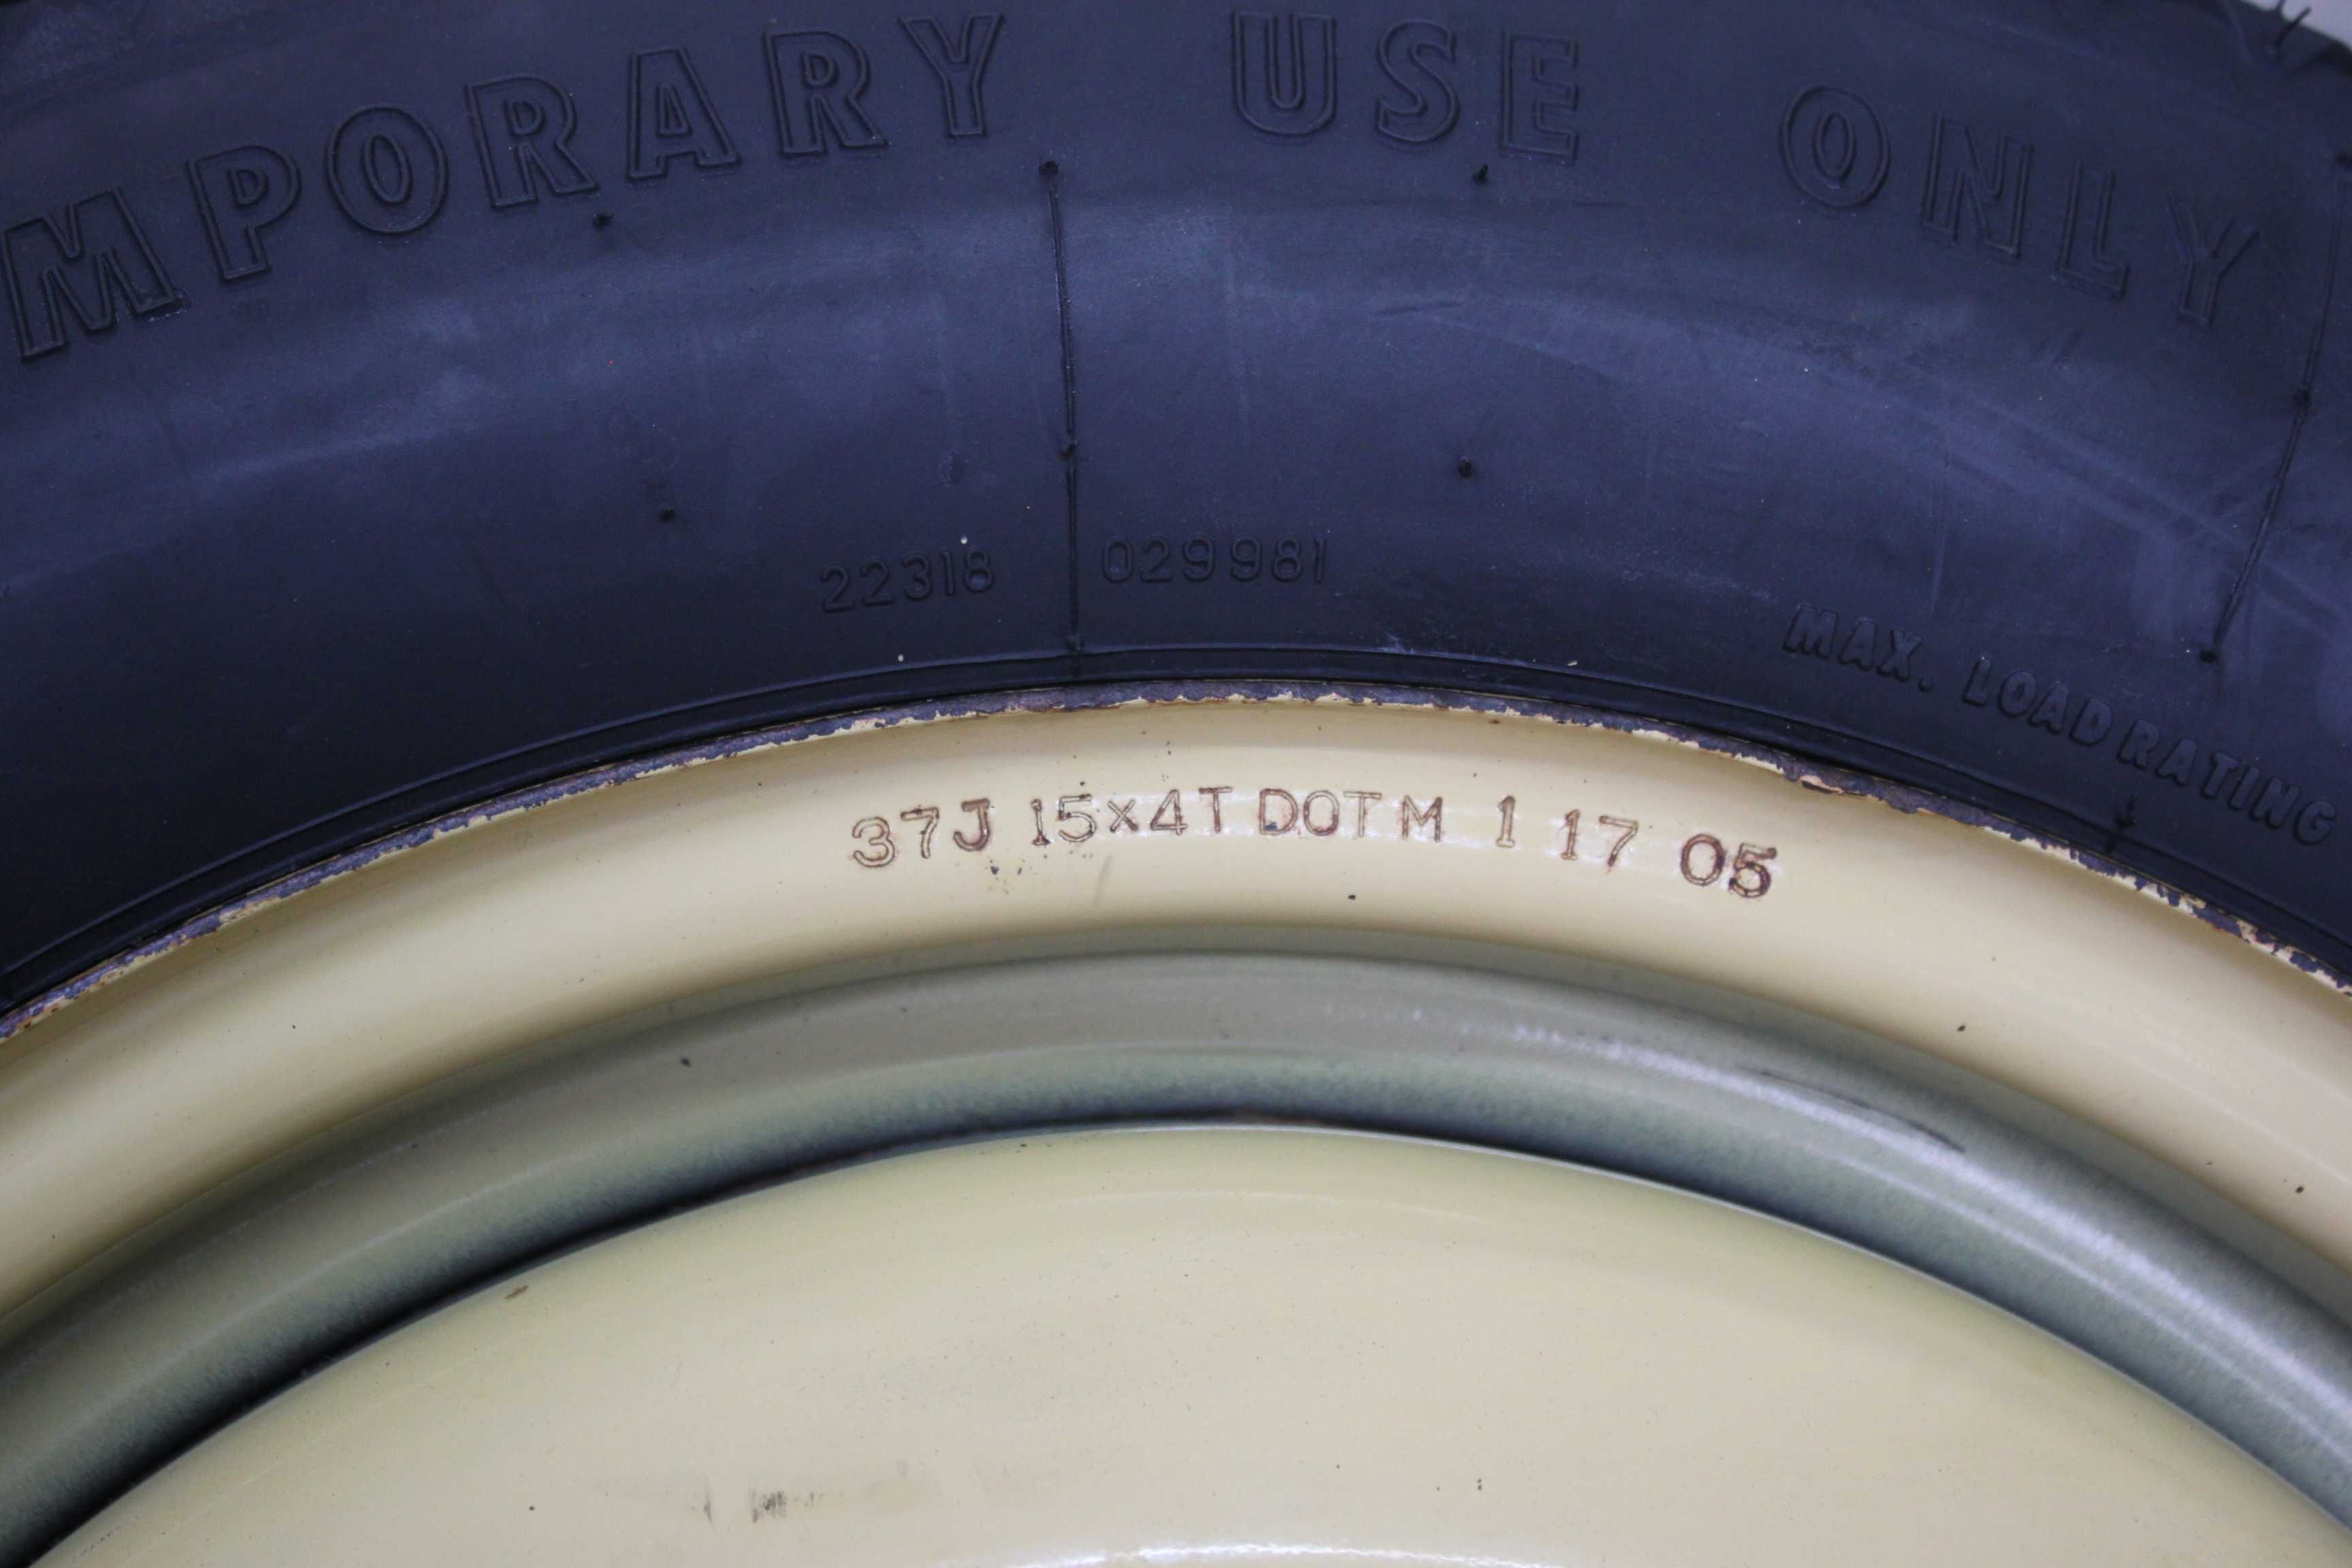 MPORARY USE ONLY
22318 029981
MAX. LOAD RATING
37J 15x4T DOT M 1 17 05